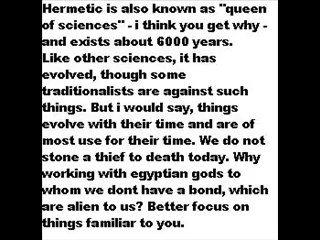 Hermetic is also known as "queen
of sciences" - i think you get why -
and exists about 6000 years.
Like other sciences, it has
evolved, though some
traditionalists are against such
things. But i would say, things
evolve with their time and are of
most use for their time. We do not
stone a thief to death today. Why
working with egyptian gods to
whom we dont have a bond, which
are alien to us? Better focus on
things familiar to you.